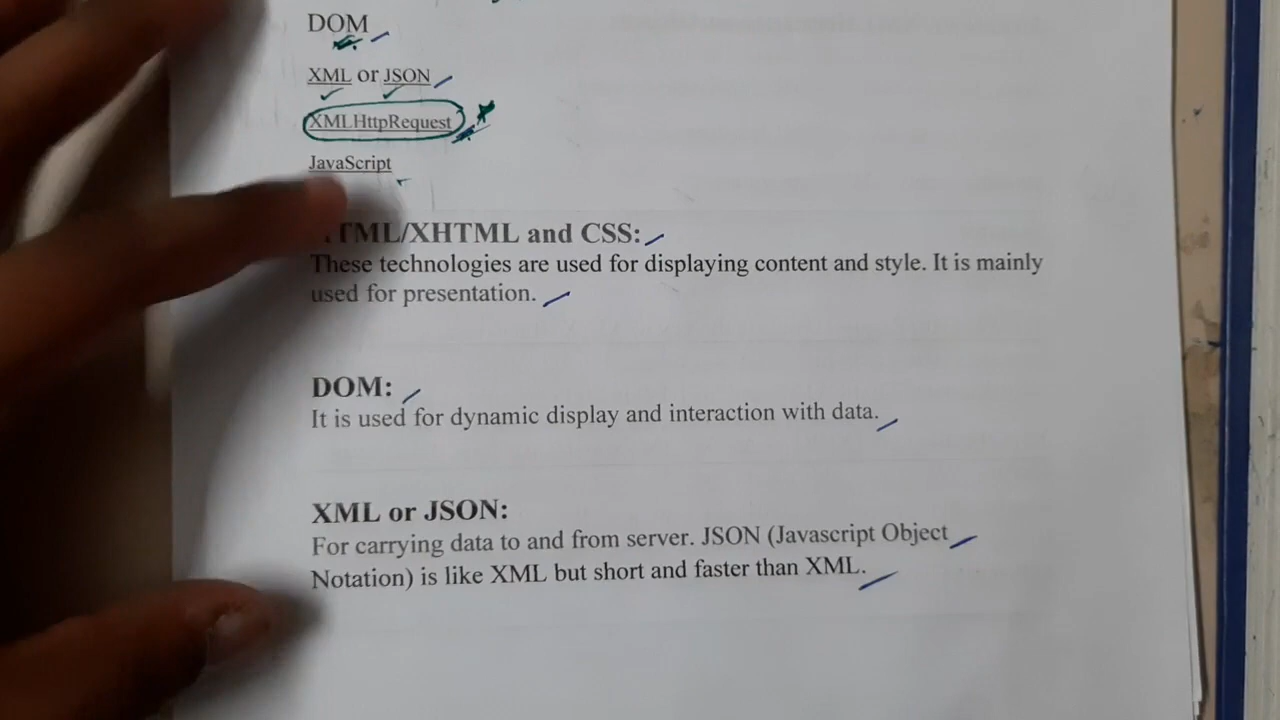 DOM
XML or JSON
XMLHttpRequest
JavaScript
HTML/XHTML and CSS:
These technologies are used for displaying content and style. It is mainly
used for presentation.
DOM:
It is used for dynamic display and interaction with data.
XML or JSON:
For carrying data to and from server. JSON (Javascript Object
Notation) is like XML but short and faster than XML.